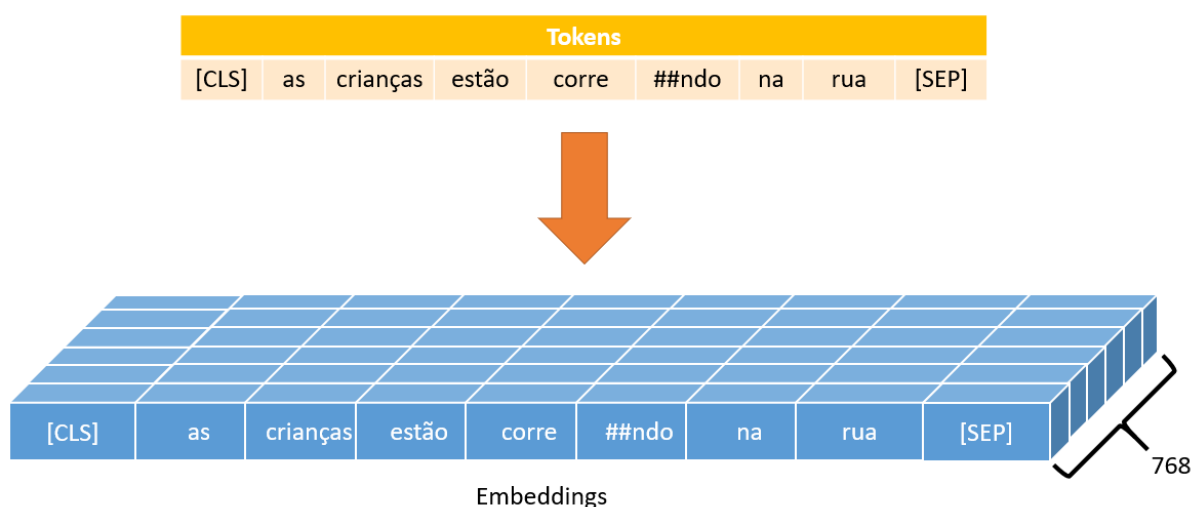 Tokens
[CLS] as crianças estão corre ##ndo na rua [SEP]
[CLS] as crianças estão corre ##ndo na rua [SEP]
768
Embeddings